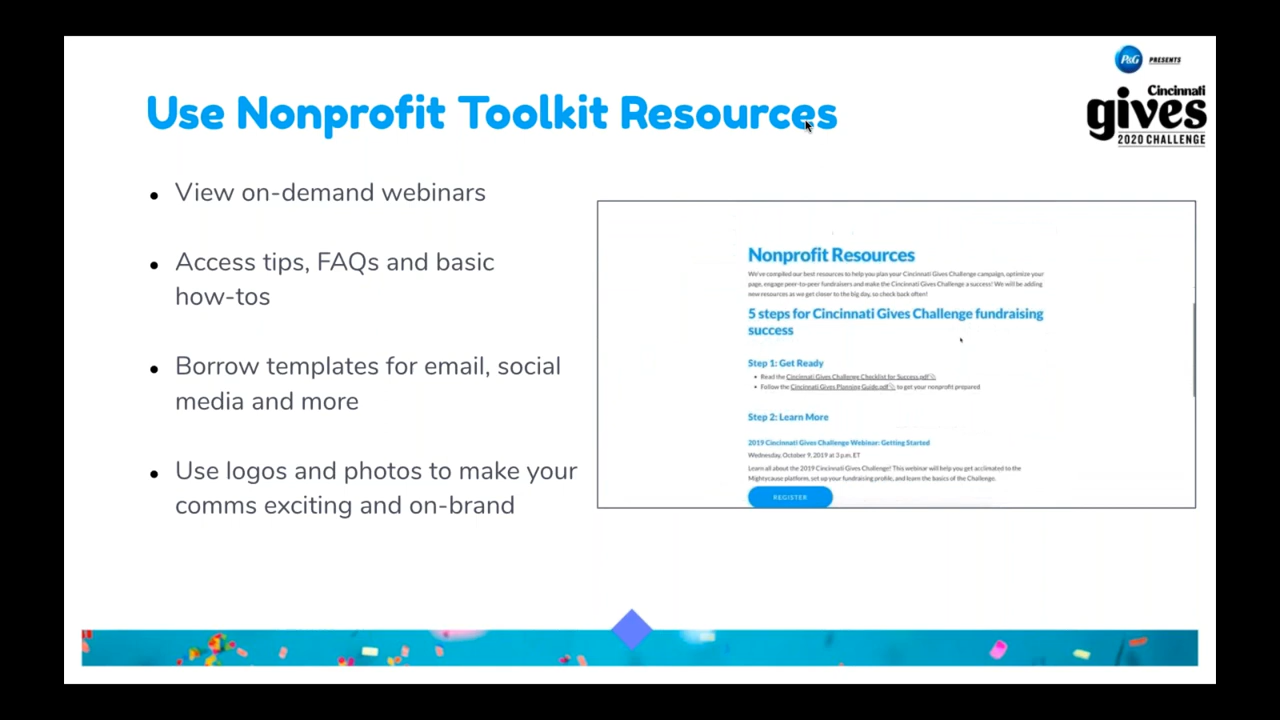 P&G PRESENTS
Cincinnati
gives
2020 CHALLENGE
Use Nonprofit Toolkit Resources
• View on-demand webinars
• Access tips, FAQs and basic
how-tos
• Borrow templates for email, social
media and more
• Use logos and photos to make your
comms exciting and on-brand
Nonprofit Resources
We've compiled our best resources to help you plan your Cincinnati Gives Challenge campaign, optimize your
page, engage peer-to-peer fundraisers and make the Cincinnati Gives Challenge a success! We will be adding
new resources as we get closer to the big day, so check back often!
5 steps for Cincinnati Gives Challenge fundraising
success
Step 1: Get Ready
• Read the Cincinnati Gives Challenge Checklist for Success.pdf
• Follow the Cincinnati Gives Planning Guide.pdf to get your nonprofit prepared
Step 2: Learn More
2019 Cincinnati Gives Challenge Webinar: Getting Started
Wednesday, October 9, 2019 at 3 p.m. ET
Learn all about the 2019 Cincinnati Gives Challenge! This webinar will help you get acclimated to the
Mightycause platform, set up your fundraising profile, and learn the basics of the Challenge.
REGISTER